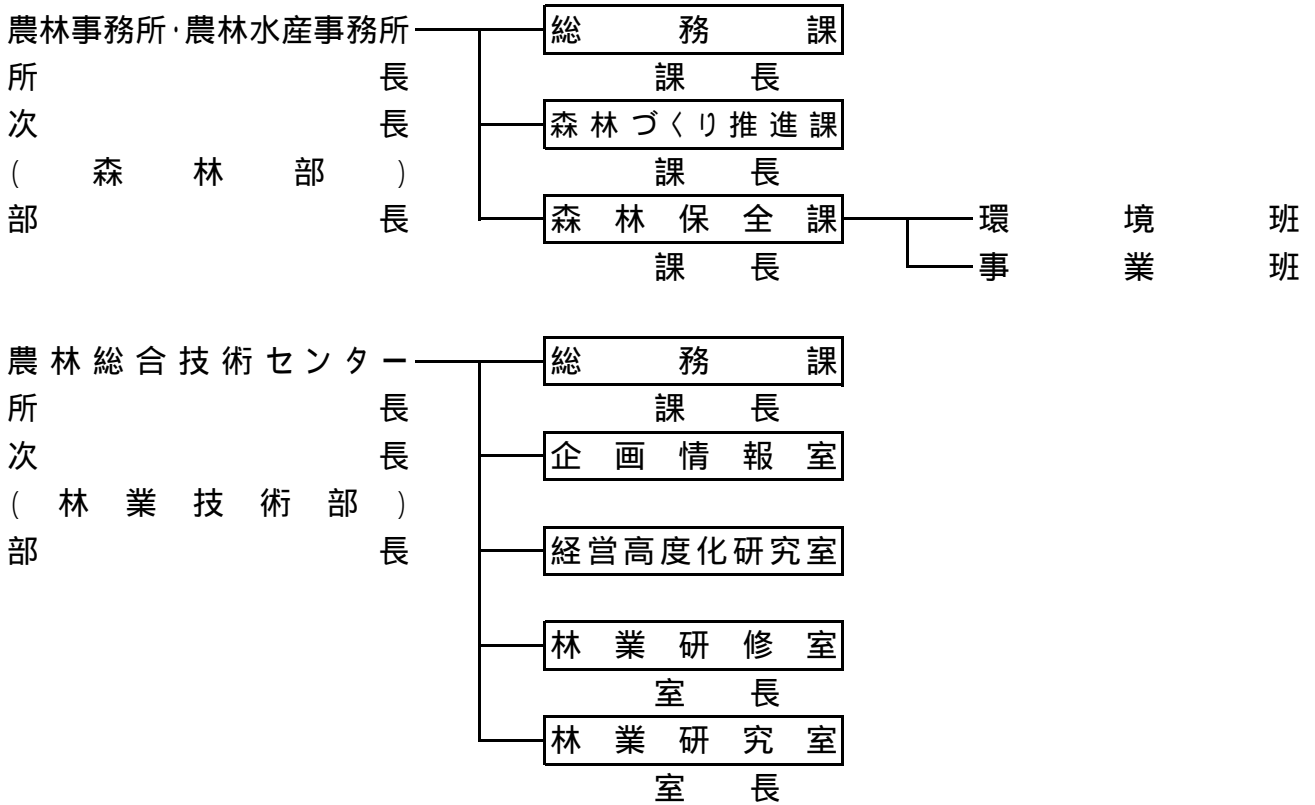 農林事務所・農林水産事務所 総務課
所長 課長
次長 森林づくり推進課
(森林部) 課長
部長 森林保全課 環境班
課長 事業班
農林総合技術センター 総務課
所長 課長
次長 企画情報室
(林業技術部)
部長 経営高度化研究室
林業研修室
室長
林業研究室
室長